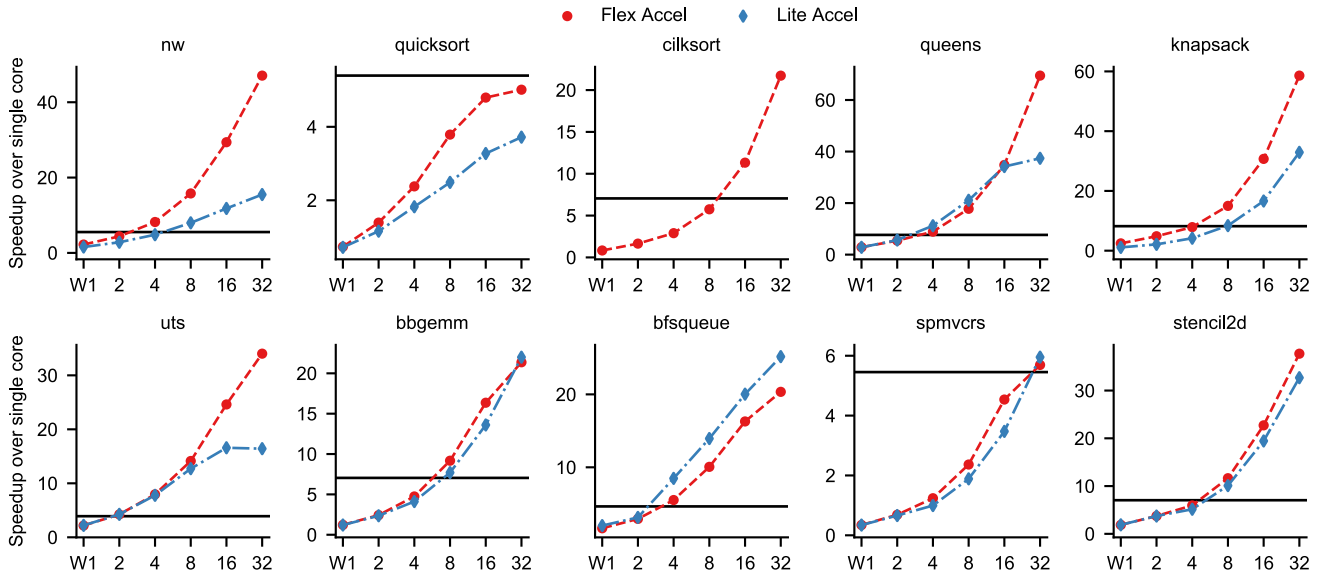 Flex Accel Lite Accel
nw quicksort cilksort queens knapsack
Speedup over single core
40
20
0
W1 2 4 8 16 32
4
2
W1 2 4 8 16 32
20
15
10
5
0
W1 2 4 8 16 32
60
40
20
0
W1 2 4 8 16 32
60
40
20
0
W1 2 4 8 16 32
uts bbgemm bfsqueue spmvcrs stencil2d
Speedup over single core
30
20
10
0
W1 2 4 8 16 32
20
15
10
5
0
W1 2 4 8 16 32
20
10
W1 2 4 8 16 32
6
4
2
0
W1 2 4 8 16 32
30
20
10
0
W1 2 4 8 16 32